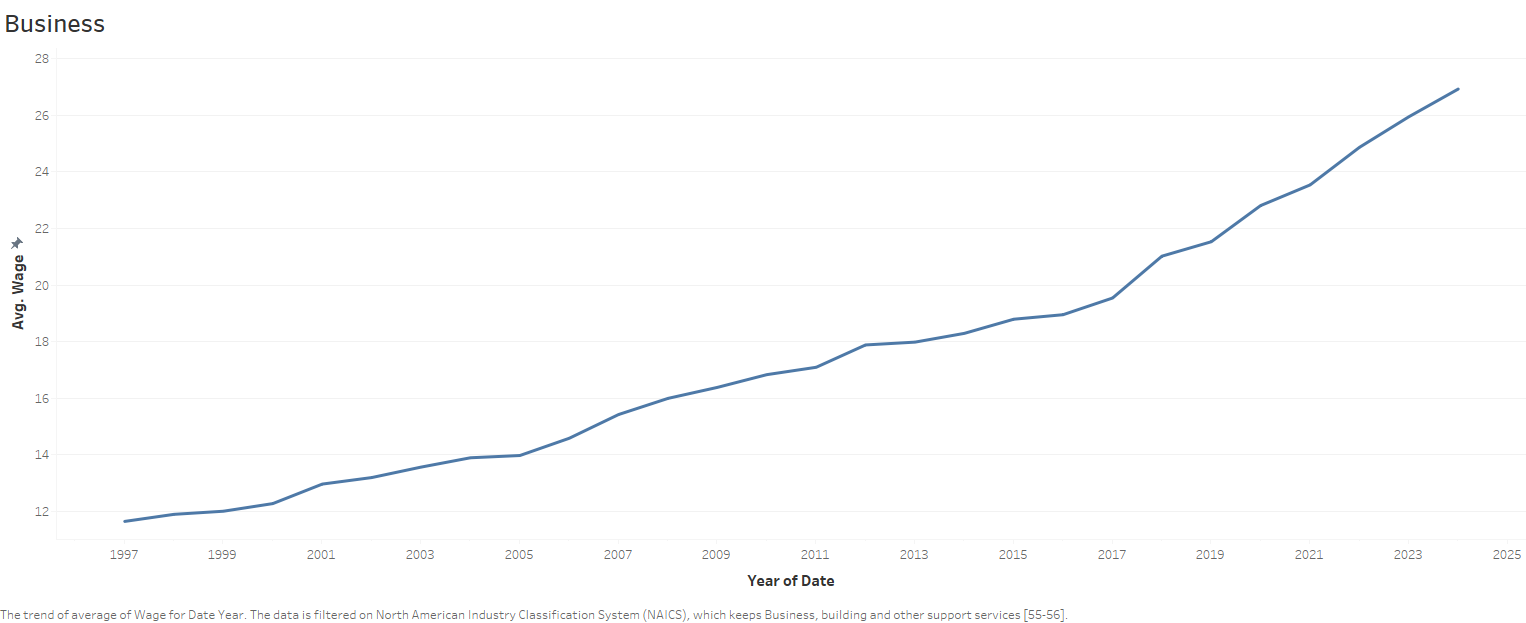 Business
28
26
24
22
20
18
16
14
12
Avg. Wage
1997 1999 2001 2003 2005 2007 2009 2011 2013 2015 2017 2019 2021 2023 2025
Year of Date
The trend of average of Wage for Date Year. The data is filtered on North American Industry Classification System (NAICS), which keeps Business, building and other support services [55-56].